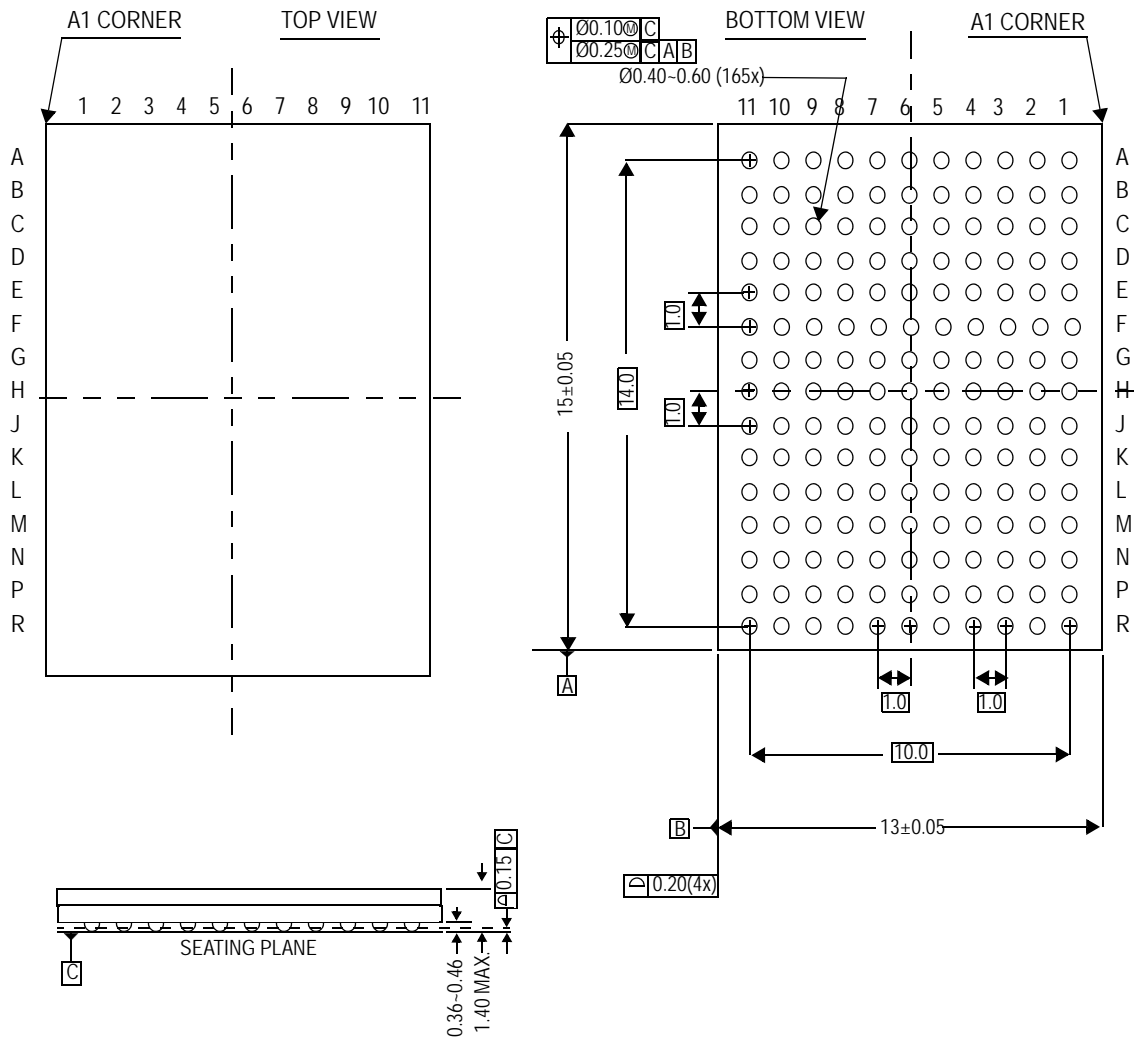 A1 CORNER
TOP VIEW
1 2 3 4 5 6 7 8 9 10 11
A
B
C
D
E
F
G
H
J
K
L
M
N
P
R
Ø0.10Ⓜ C
Ø0.25Ⓜ C A B
Ø0.40~0.60 (165x)
BOTTOM VIEW
A1 CORNER
11 10 9 8 7 6 5 4 3 2 1
A
B
C
D
E
F
G
H
J
K
L
M
N
P
R
1.0
1.0
14.0
15±0.05
A
1.0
1.0
10.0
B
13±0.05
0.20(4x)
0.15 C
SEATING PLANE
C
0.36~0.46
1.40 MAX.